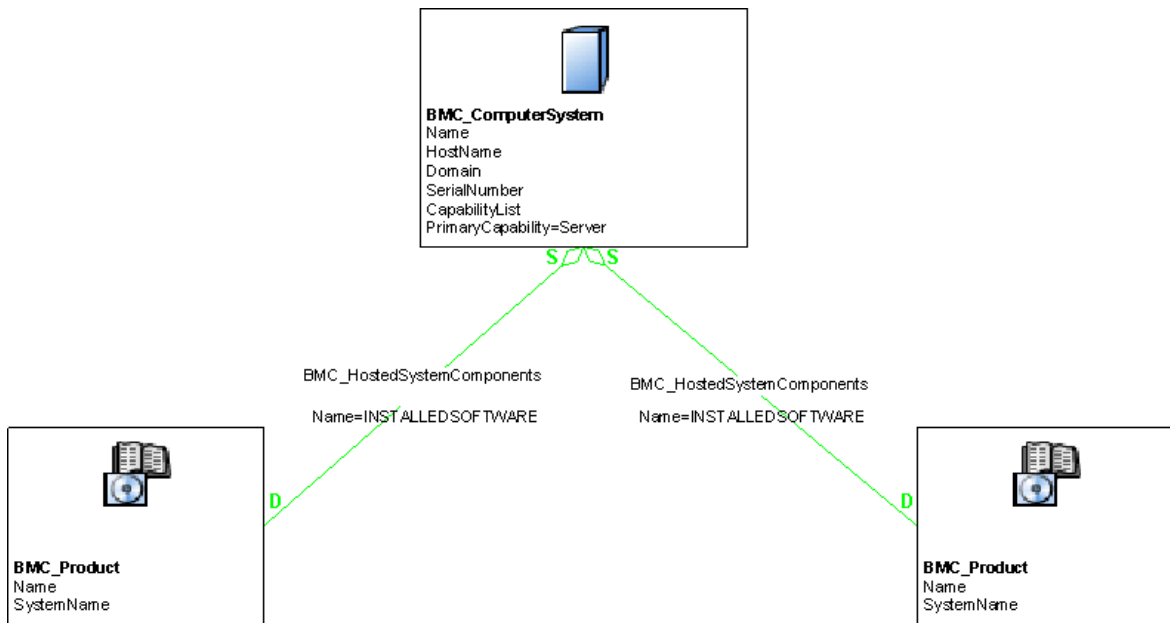 BMC_ComputerSystem
Name
HostName
Domain
SerialNumber
CapabilityList
PrimaryCapability=Server
S S
BMC_HostedSystemComponents
Name=INSTALLEDSOFTWARE
BMC_HostedSystemComponents
Name=INSTALLEDSOFTWARE
D
D
BMC_Product
Name
SystemName
BMC_Product
Name
SystemName